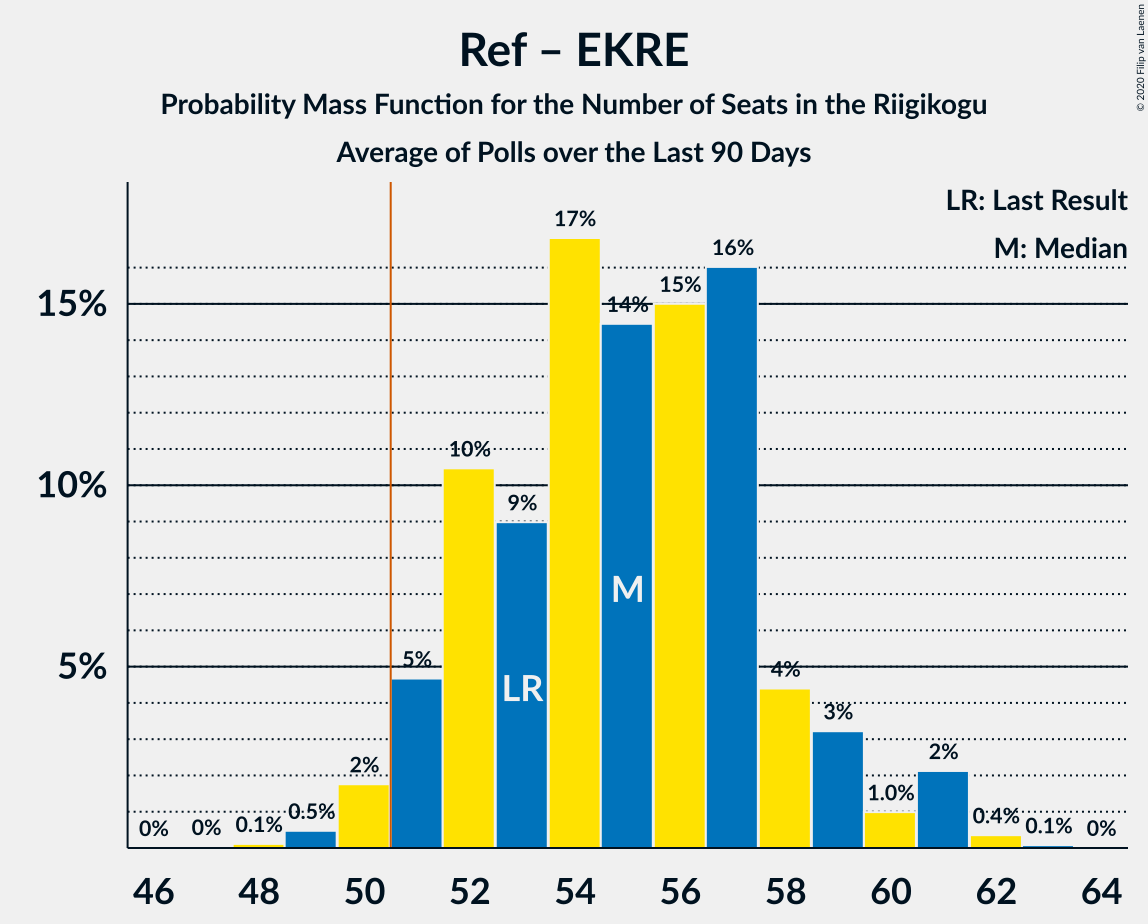 Ref – EKRE
Probability Mass Function for the Number of Seats in the Riigikogu
Average of Polls over the Last 90 Days
© 2020 Filip van Laenen
LR: Last Result
M: Median
15%
10%
5%
0%
0%
0.1%
0.5%
2%
5%
10%
9%
17%
14%
15%
16%
4%
3%
1.0%
2%
0.4%
0.1%
0%
LR
M
46 48 50 52 54 56 58 60 62 64